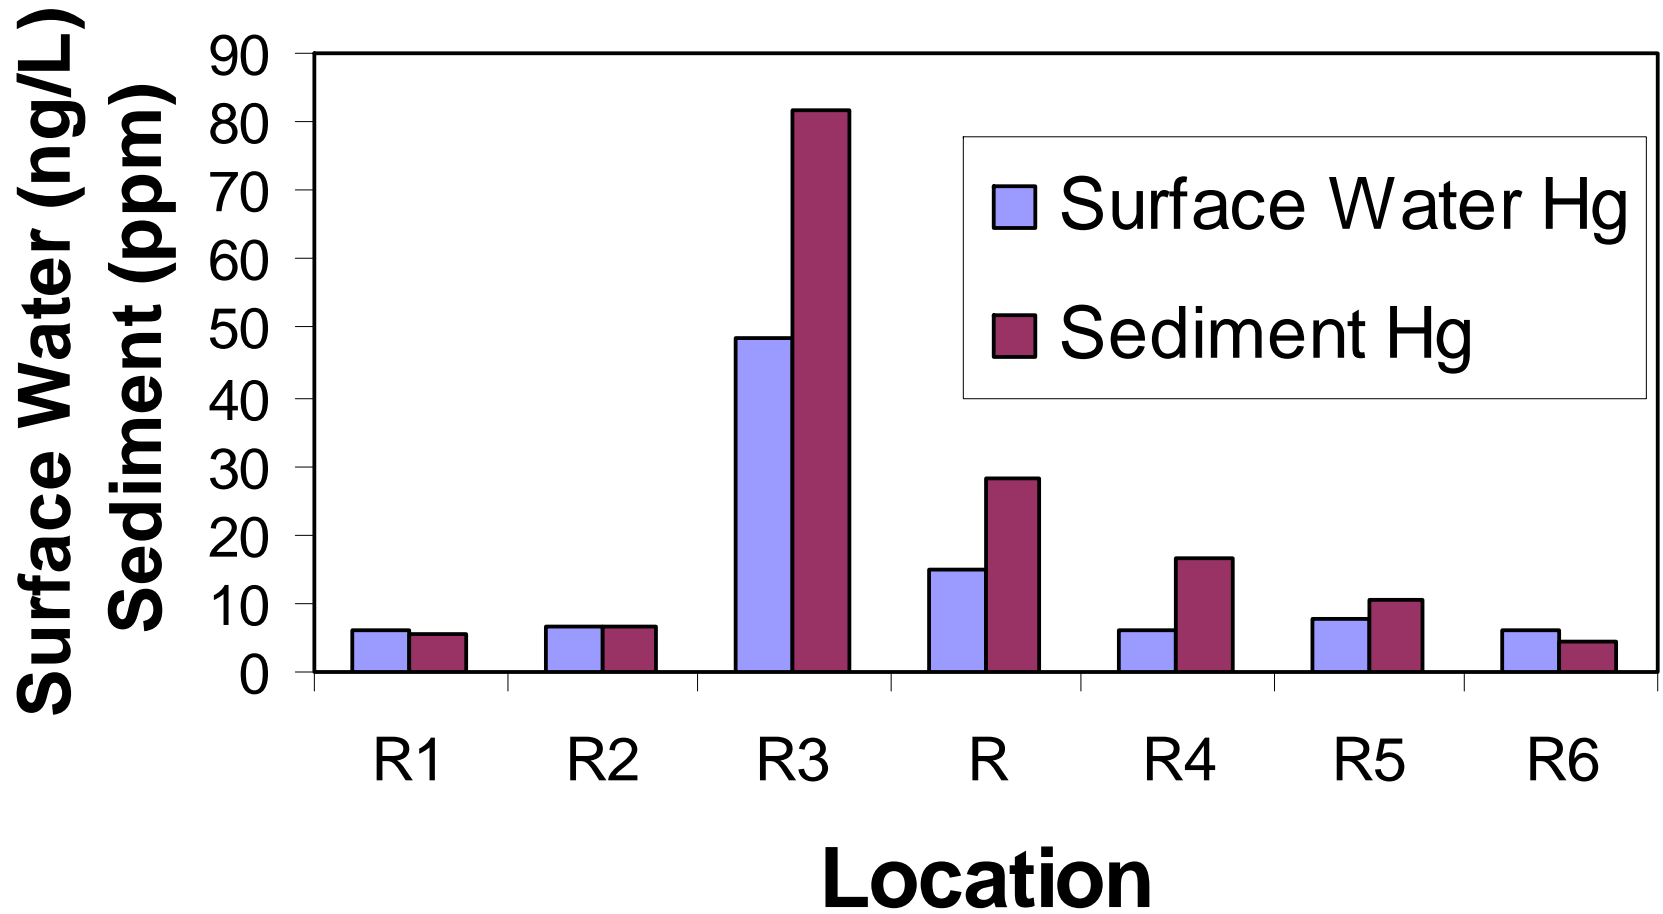 Surface Water (ng/L)
Sediment (ppm)
90
80
70
60
50
40
30
20
10
0
Surface Water Hg
Sediment Hg
R1 R2 R3 R R4 R5 R6
Location